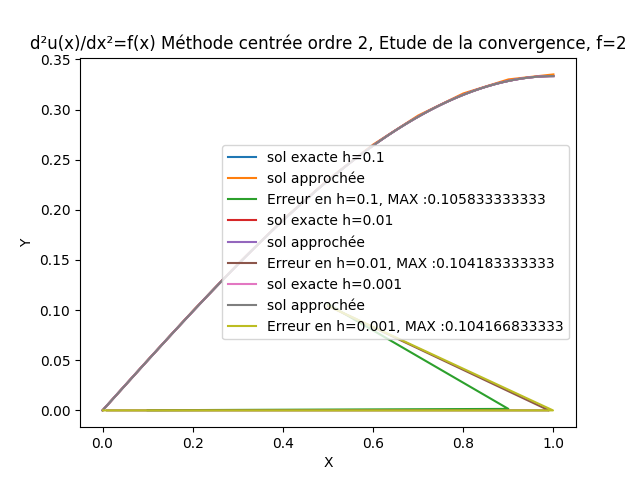 d²u(x)/dx²=f(x) Méthode centrée ordre 2, Etude de la convergence, f=2
0.35
0.30
0.25
0.20
0.15
0.10
0.05
0.00
Y
sol exacte h=0.1
sol approchée
Erreur en h=0.1, MAX :0.105833333333
sol exacte h=0.01
sol approchée
Erreur en h=0.01, MAX :0.104183333333
sol exacte h=0.001
sol approchée
Erreur en h=0.001, MAX :0.104166833333
0.0 0.2 0.4 0.6 0.8 1.0
X